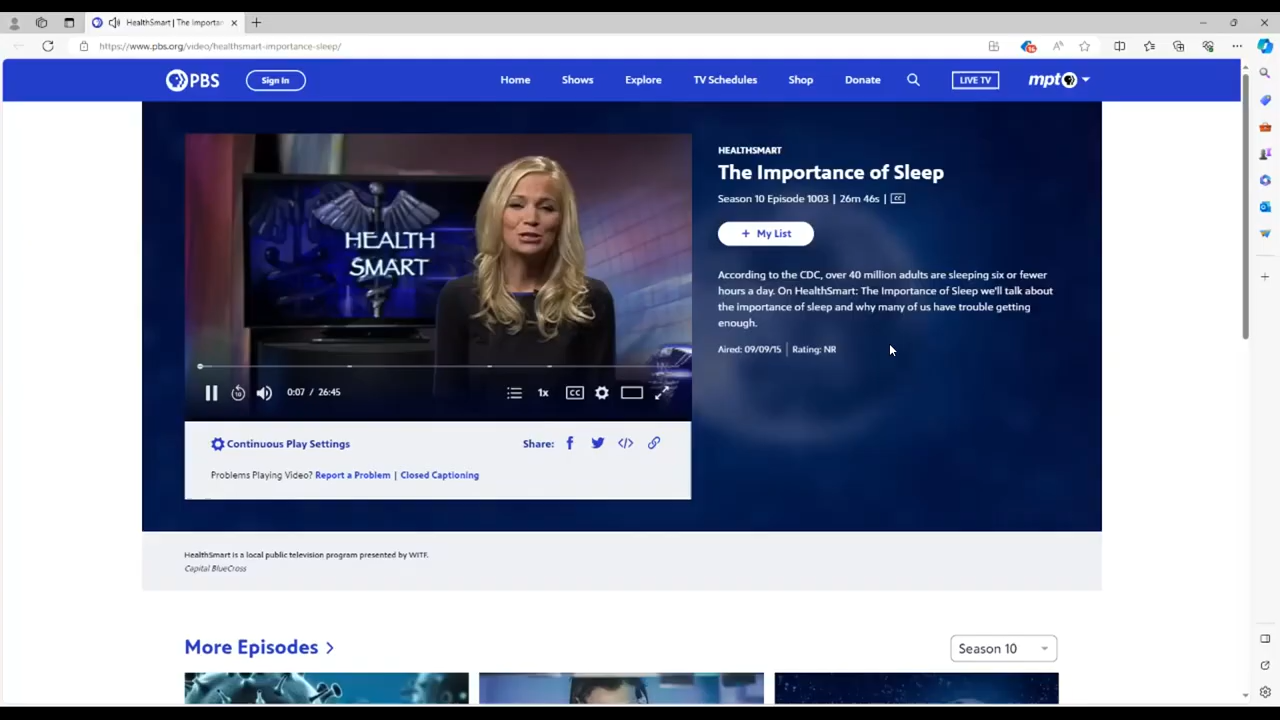 HealthSmart | The Importan
https://www.pbs.org/video/healthsmart-importance-sleep/
PBS
Sign In
Home
Shows
Explore
TV Schedules
Shop
Donate
LIVE TV
mpt
HEALTH
SMART
0:07 / 26:45
1x
CC
HEALTHSMART
The Importance of Sleep
Season 10 Episode 1003 | 26m 46s | CC
+ My List
According to the CDC, over 40 million adults are sleeping six or fewer
hours a day. On HealthSmart: The Importance of Sleep we'll talk about
the importance of sleep and why many of us have trouble getting
enough.
Aired: 09/09/15 | Rating: NR
Continuous Play Settings
Share:
Problems Playing Video? Report a Problem | Closed Captioning
HealthSmart is a local public television program presented by WITF.
Capital BlueCross
More Episodes
Season 10